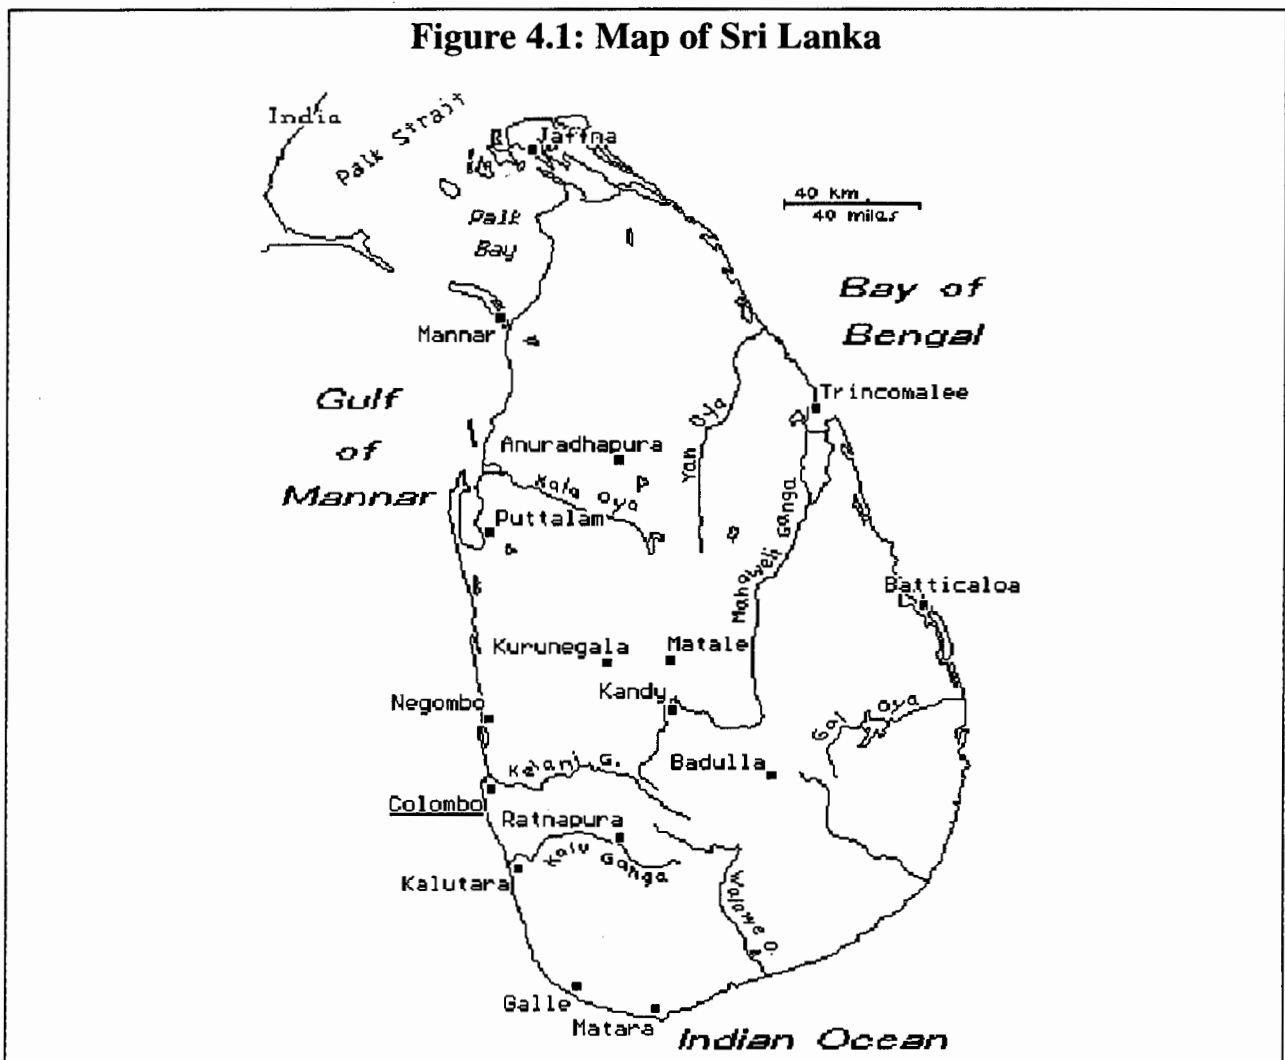 Figure 4.1: Map of Sri Lanka
India
Palk Strait
Jaffna
40 km
40 miles
Palk
Bay
Bay of
Bengal
Mannar
Gulf
of
Mannar
Trincomalee
Oya
Yan
Anuradhapura
Kala Oya
Puttalam
Mahaweli Ganga
Batticaloa
Kurunegala
Matale
Kandy
Negombo
Gal Oya
Kelani G.
Badulla
Colombo
Ratnapura
Kalu Ganga
Kalutara
Walawe O.
Galle
Matara
Indian Ocean